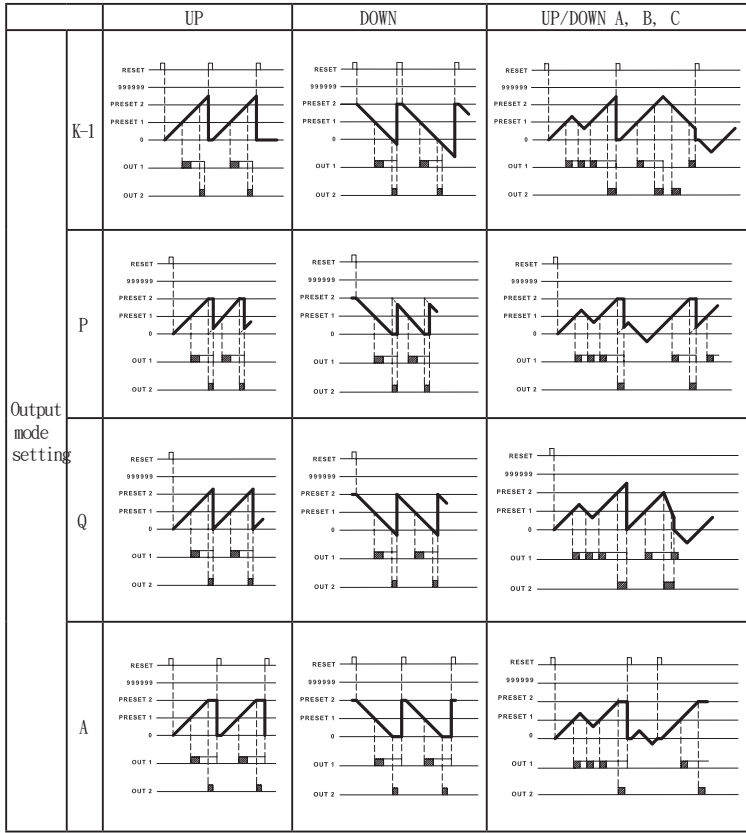 UP DOWN UP/DOWN A, B, C
Output
mode
setting
K-1
RESET
999999
PRESET 2
PRESET 1
0
OUT 1
OUT 2
RESET
999999
PRESET 2
PRESET 1
0
OUT 1
OUT 2
RESET
999999
PRESET 2
PRESET 1
0
OUT 1
OUT 2
P
RESET
999999
PRESET 2
PRESET 1
0
OUT 1
OUT 2
RESET
999999
PRESET 2
PRESET 1
0
OUT 1
OUT 2
RESET
999999
PRESET 2
PRESET 1
0
OUT 1
OUT 2
Q
RESET
999999
PRESET 2
PRESET 1
0
OUT 1
OUT 2
RESET
999999
PRESET 2
PRESET 1
0
OUT 1
OUT 2
RESET
999999
PRESET 2
PRESET 1
0
OUT 1
OUT 2
A
RESET
999999
PRESET 2
PRESET 1
0
OUT 1
OUT 2
RESET
999999
PRESET 2
PRESET 1
0
OUT 1
OUT 2
RESET
999999
PRESET 2
PRESET 1
0
OUT 1
OUT 2